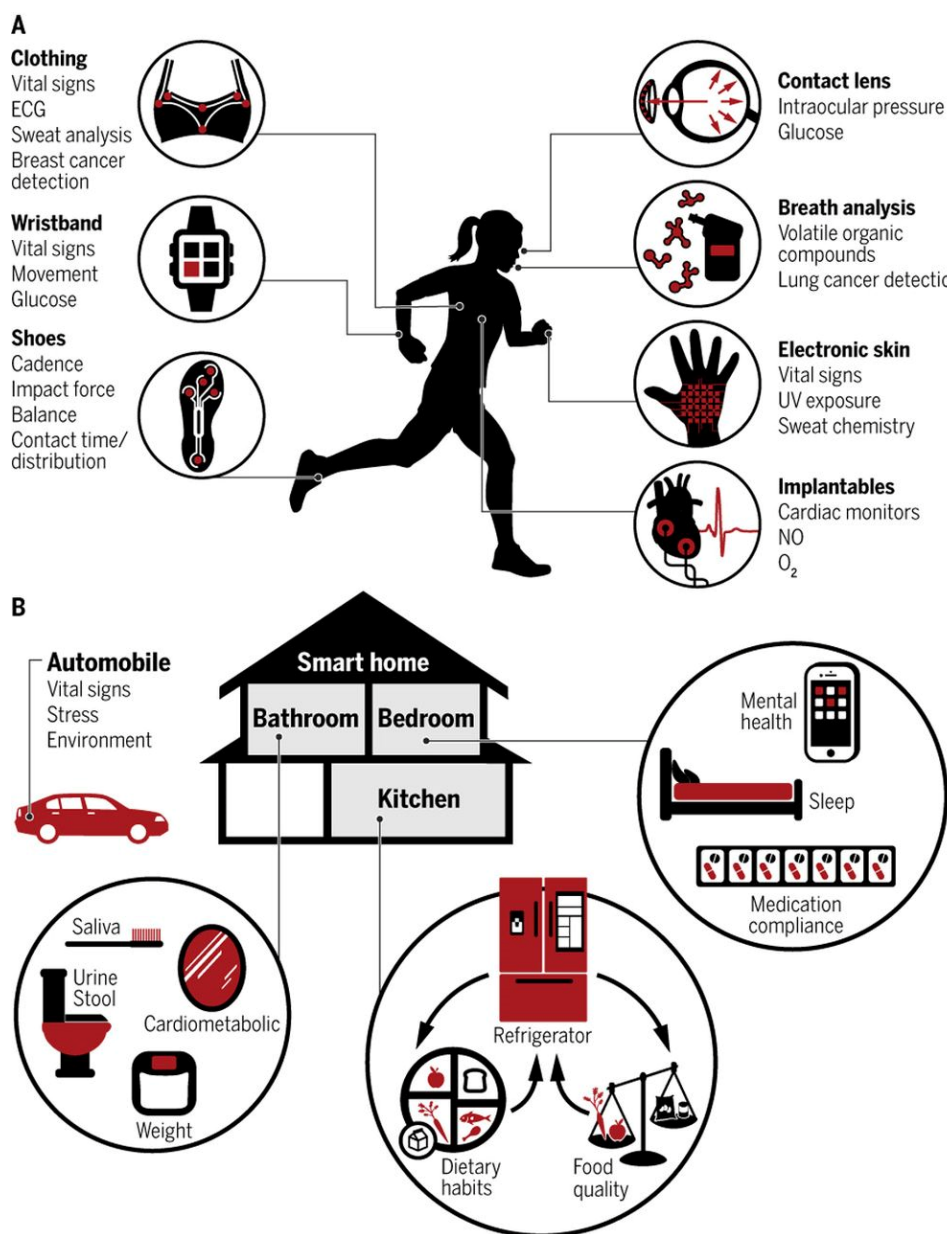 A
Clothing
Vital signs
ECG
Sweat analysis
Breast cancer
detection
Wristband
Vital signs
Movement
Glucose
Shoes
Cadence
Impact force
Balance
Contact time/
distribution
Contact lens
Intraocular pressure
Glucose
Breath analysis
Volatile organic
compounds
Lung cancer detectio
Electronic skin
Vital signs
UV exposure
Sweat chemistry
Implantables
Cardiac monitors
NO
O₂
B
Automobile
Vital signs
Stress
Environment
Smart home
Bathroom
Bedroom
Kitchen
Mental
health
Sleep
Medication
compliance
Saliva
Urine
Stool
Cardiometabolic
Weight
Refrigerator
Dietary
habits
Food
quality